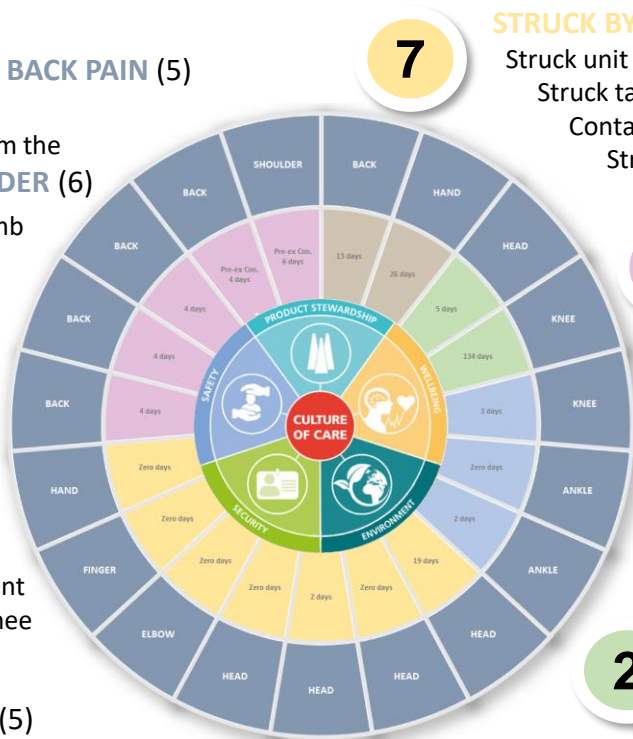 BACK PAIN (5)
m the
DER (6)
mb
nt
nee
(5)
7
STRUCK BY
Struck unit
Struck ta
Conta
Str
2
BACK
HAND
HEAD
KNEE
KNEE
ANKLE
ANKLE
HEAD
HEAD
HEAD
HEAD
ELBOW
FINGER
HAND
BACK
BACK
BACK
BACK
SHOULDER
13 days
26 days
5 days
134 days
3 days
Zero days
2 days
19 days
Zero days
2 days
Zero days
Zero days
Zero days
Zero days
4 days
4 days
4 days
Pre-ex Con.
4 days
Pre-ex Con.
6 days
PRODUCT STEWARDSHIP
WELLBEING
ENVIRONMENT
SECURITY
SAFETY
CULTURE
OF CARE